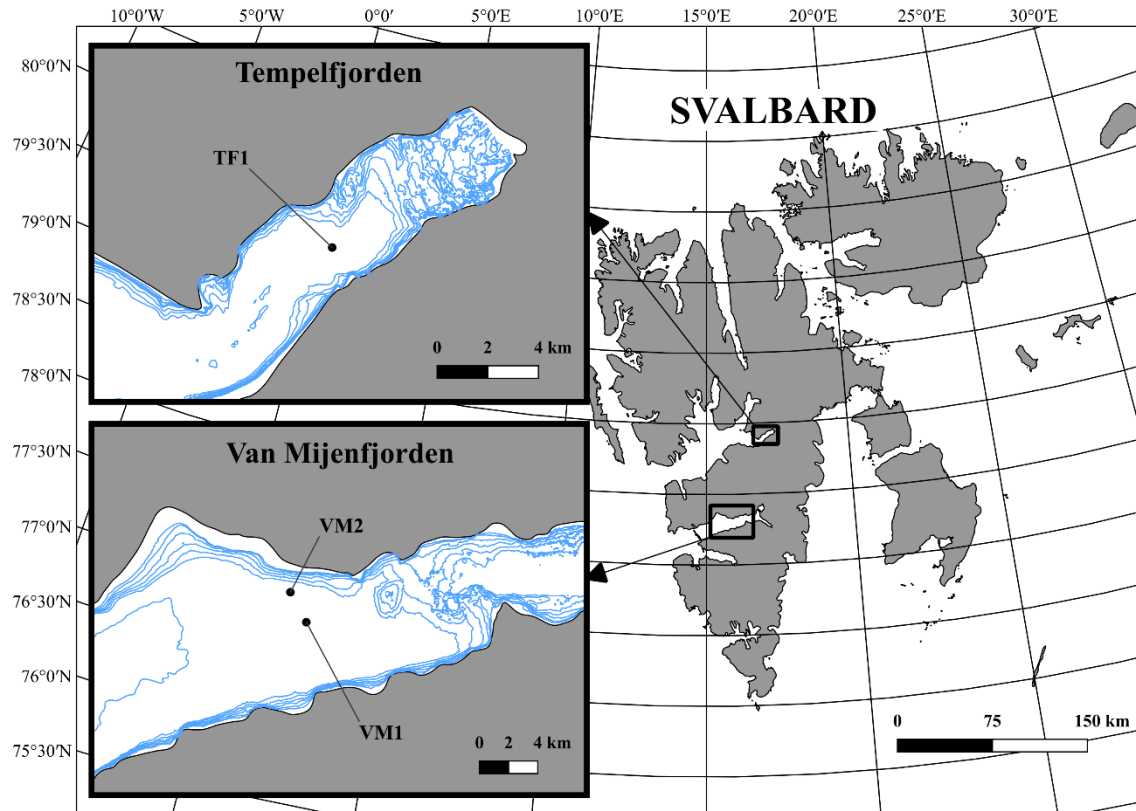 10°0'W 5°0'W 0°0' 5°0'E 10°0'E 15°0'E 20°0'E 25°0'E 30°0'E
80°0'N
79°30'N
79°0'N
78°30'N
78°0'N
77°30'N
77°0'N
76°30'N
76°0'N
75°30'N
Tempelfjorden
TF1
0 2 4 km
Van Mijenfjorden
VM2
VM1
0 2 4 km
SVALBARD
0 75 150 km